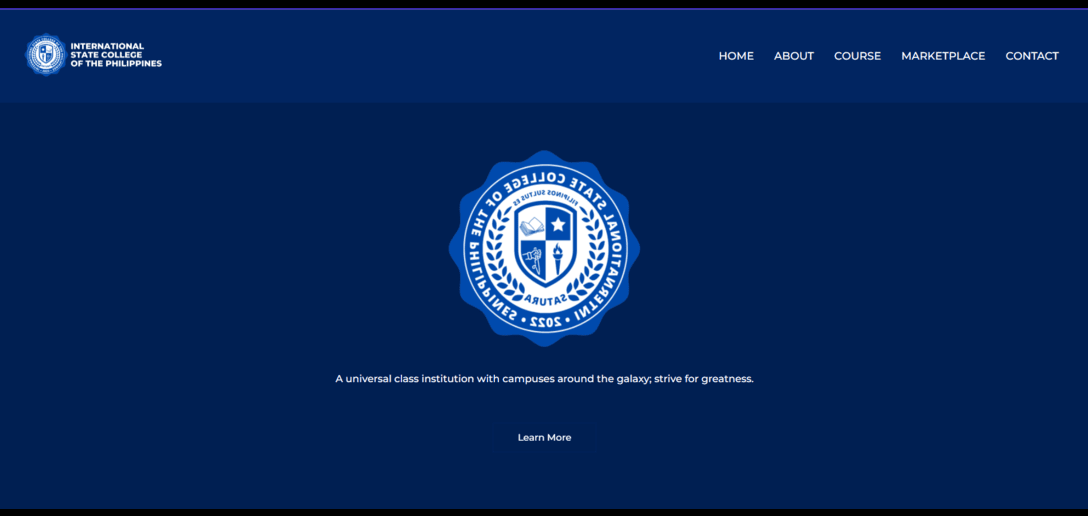 INTERNATIONAL
STATE COLLEGE
OF THE PHILIPPINES
HOME ABOUT COURSE MARKETPLACE CONTACT
INTERNATIONAL STATE COLLEGE OF THE PHILIPPINES • 2022 •
FILIPINOS SULTUS ES
SATURA
A universal class institution with campuses around the galaxy; strive for greatness.
Learn More